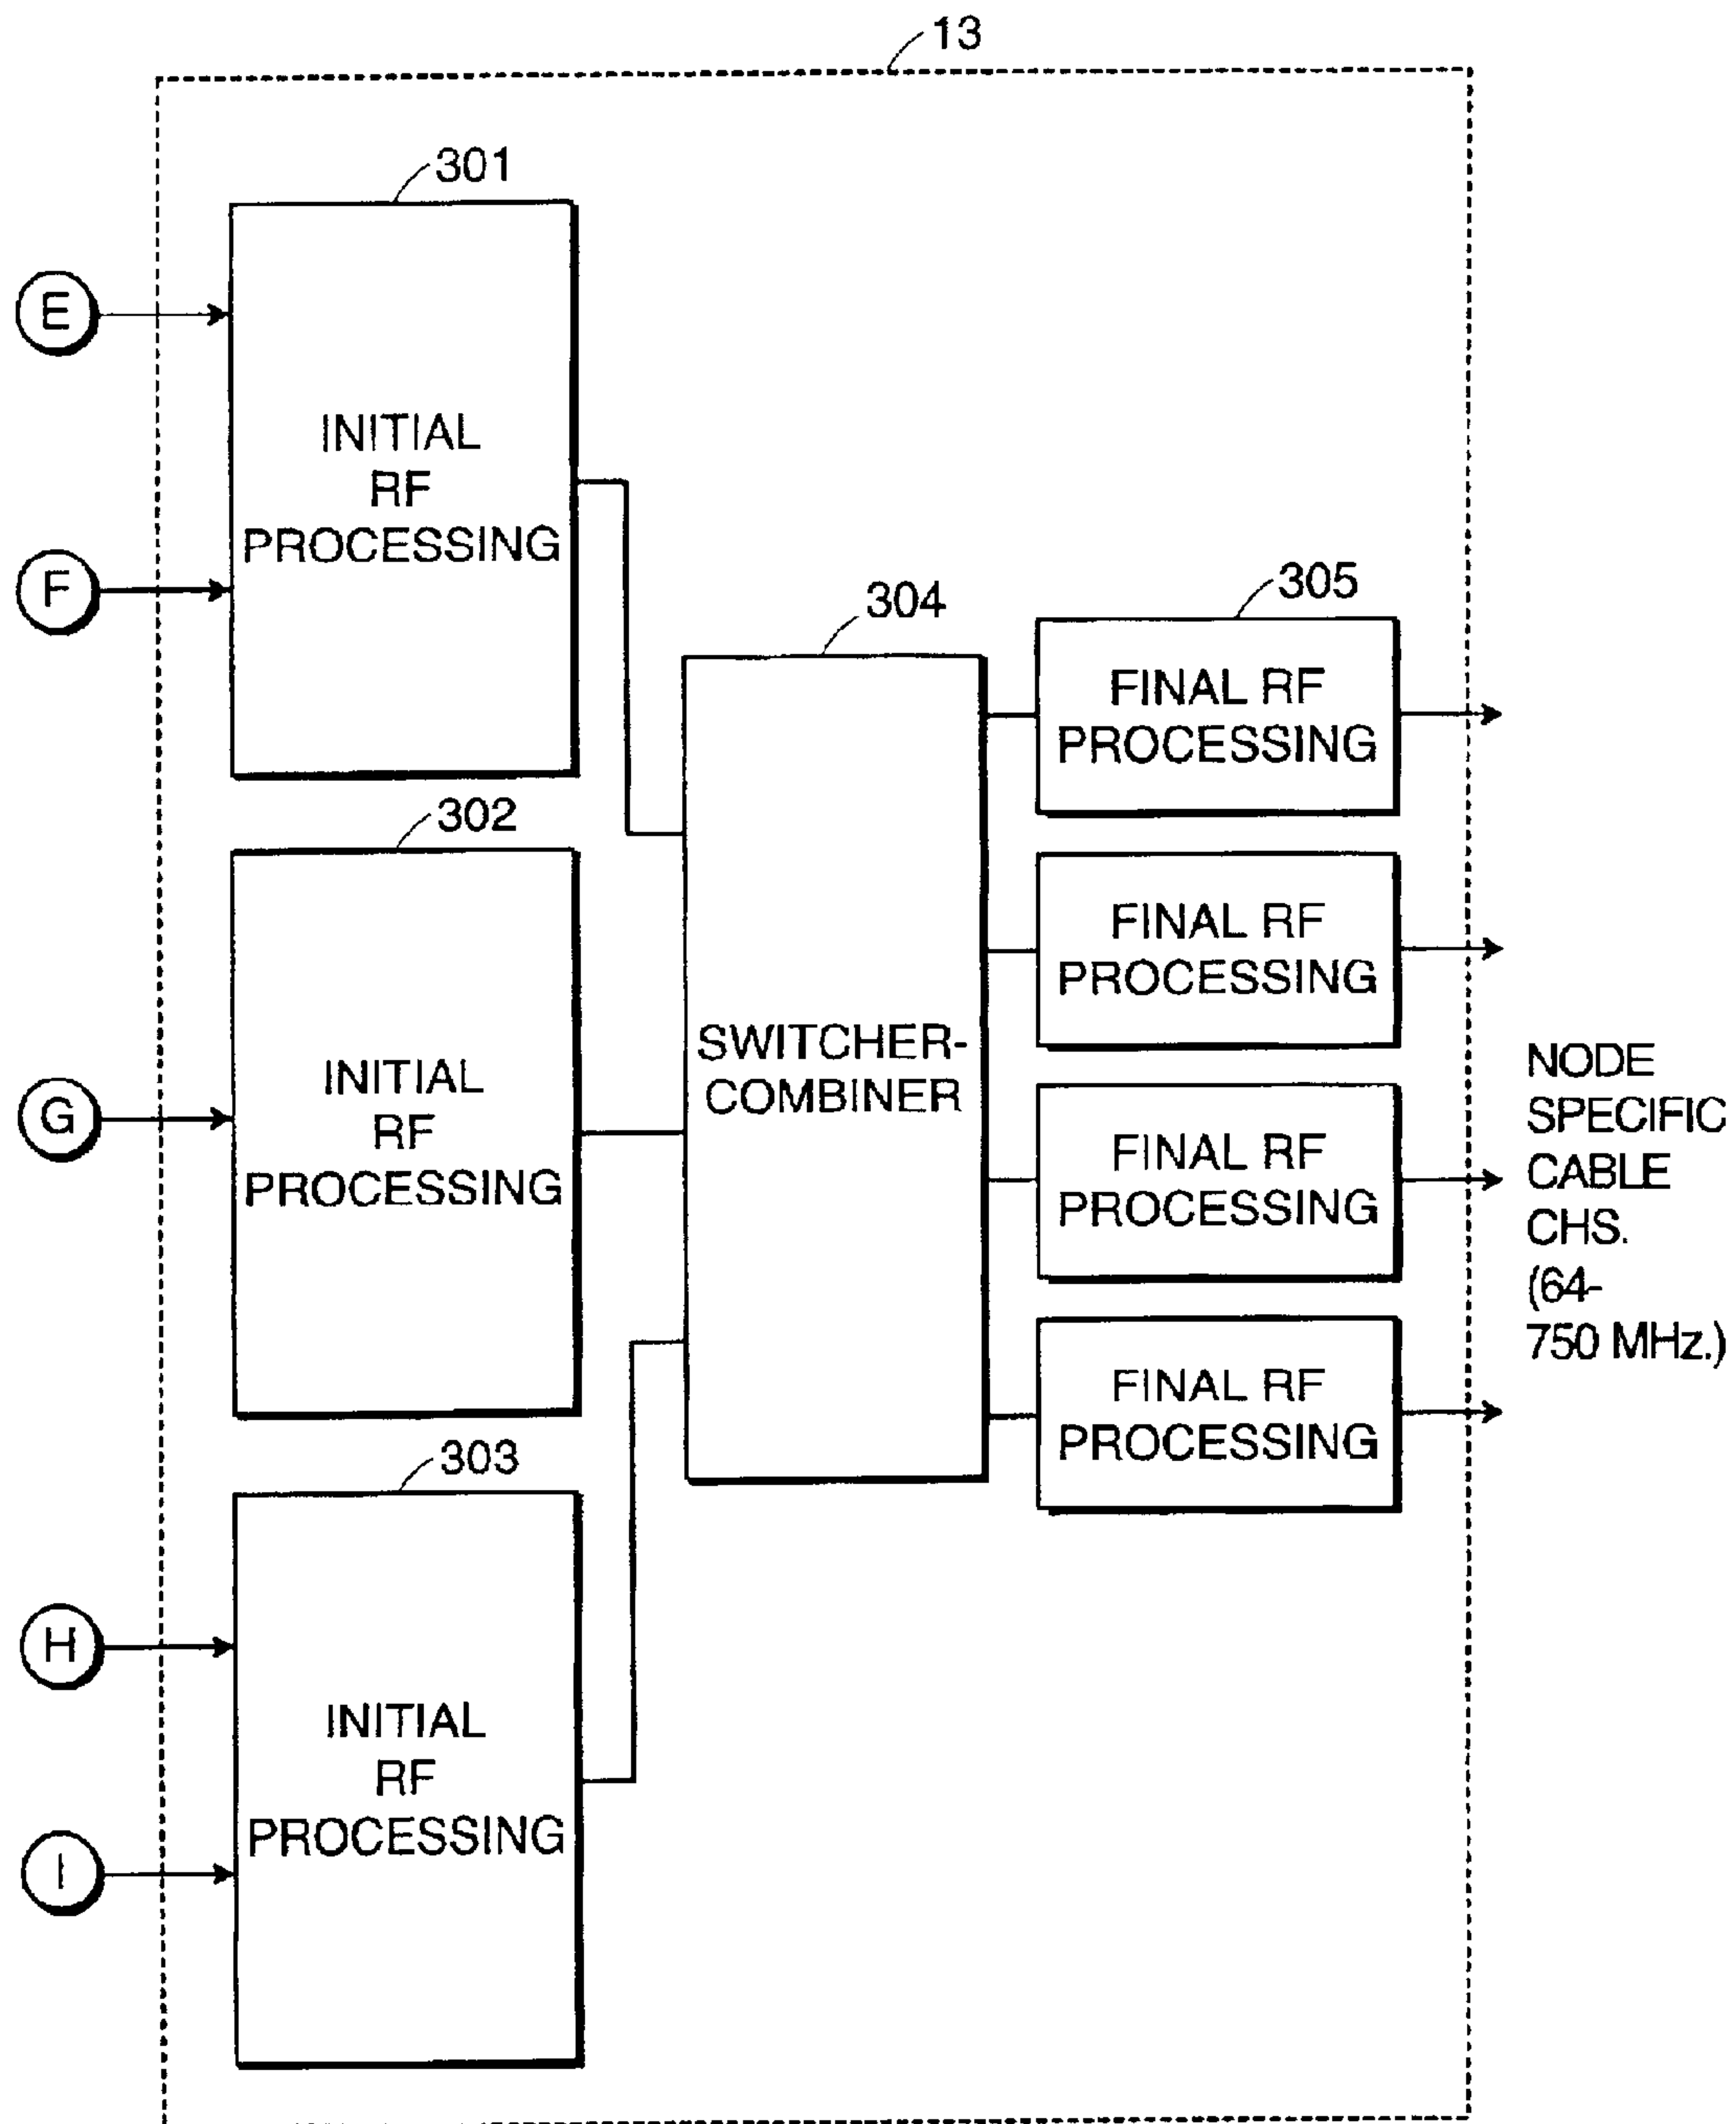 13
301
E
F
INITIAL
RF
PROCESSING
302
G
INITIAL
RF
PROCESSING
303
H
I
INITIAL
RF
PROCESSING
304
SWITCHER-
COMBINER
305
FINAL RF
PROCESSING
FINAL RF
PROCESSING
FINAL RF
PROCESSING
FINAL RF
PROCESSING
NODE
SPECIFIC
CABLE
CHS.
(64-
750 MHz.)